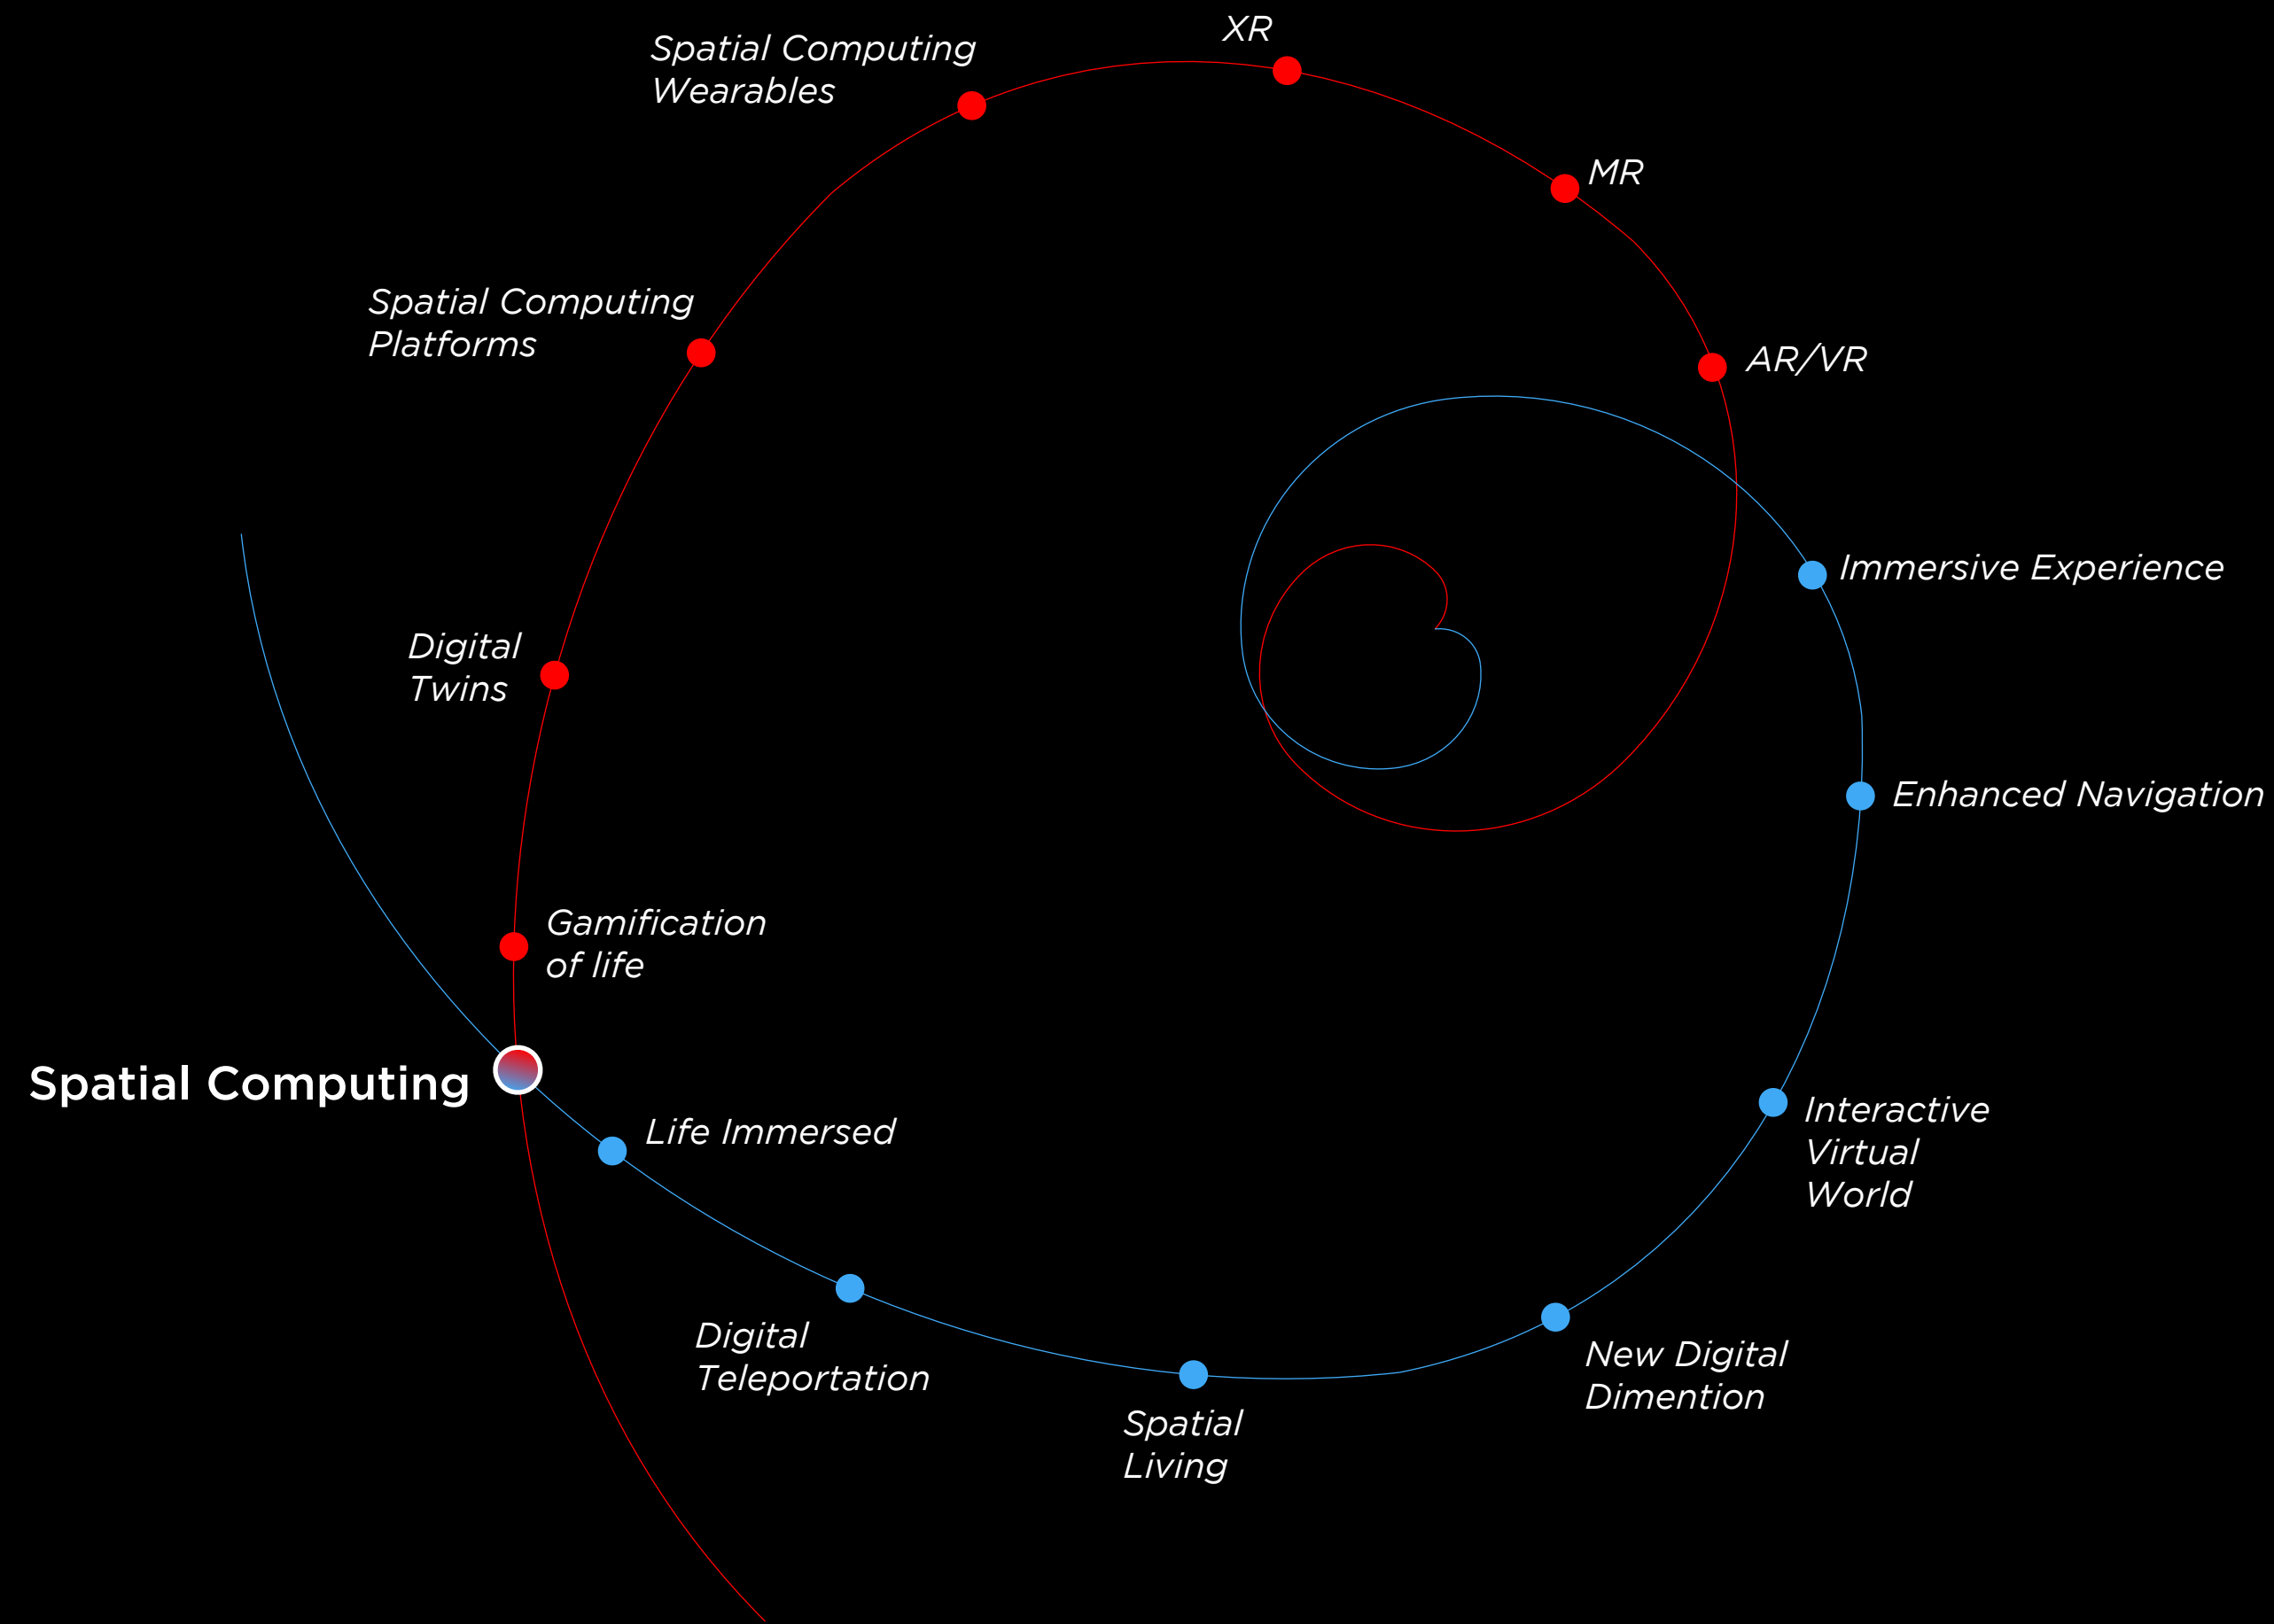 XR
Spatial Computing
Wearables
MR
Spatial Computing
Platforms
AR/VR
Immersive Experience
Digital
Twins
Enhanced Navigation
Gamification
of life
Spatial Computing
Life Immersed
Interactive
Virtual
World
Digital
Teleportation
New Digital
Dimention
Spatial
Living